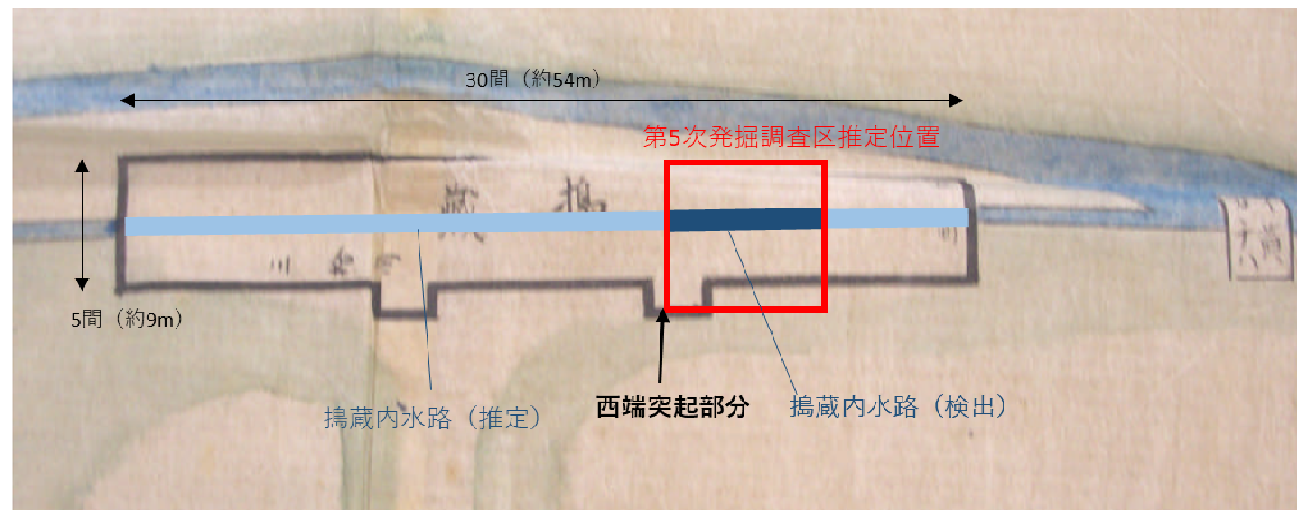 30間（約54m）
第5次発掘調査区推定位置
搗
蔵
5間（約9m）
搗蔵内水路（推定）
西端突起部分
搗蔵内水路（検出）